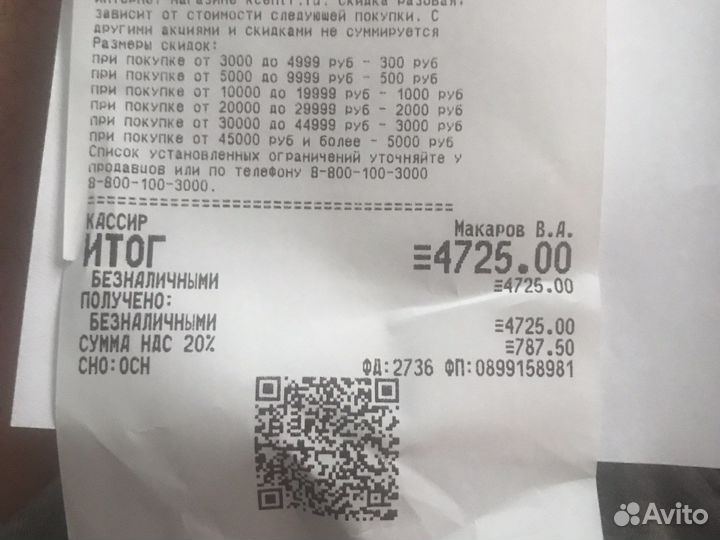 интернет магазине kcent. Скидка разовая,
зависит от стоимости следующей покупки. С
другими акциями и скидками не суммируется
Размеры скидок:
при покупке от 3000 до 4999 руб - 300 руб
при покупке от 5000 до 9999 руб - 500 руб
при покупке от 10000 до 19999 руб - 1000 руб
при покупке от 20000 до 29999 руб - 2000 руб
при покупке от 30000 до 44999 руб - 3000 руб
при покупке от 45000 руб и более - 5000 руб
Список установленных ограничений уточняйте у
продавцов или по телефону 8-800-100-3000
8-800-100-3000.
========================================
КАССИР Макаров В.А.
ИТОГ ≡4725.00
БЕЗНАЛИЧНЫМИ ≡4725.00
ПОЛУЧЕНО:
БЕЗНАЛИЧНЫМИ ≡4725.00
СУММА НДС 20% ≡787.50
СНО:ОСН ФД:2736 ФП:0899158981
Avito